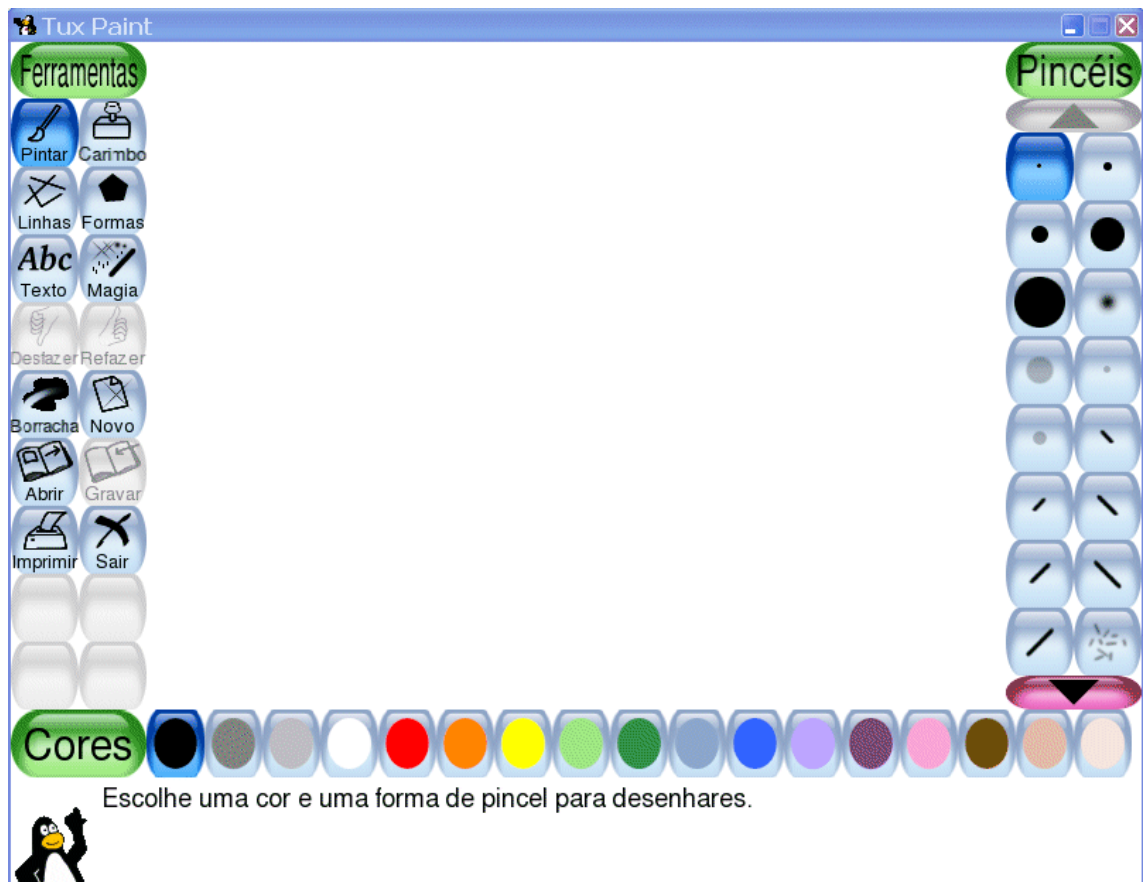 Tux Paint
Ferramentas
Pincéis
Pintar Carimbo
Linhas Formas
Abc
Texto Magia
Desfazer Refazer
Borracha Novo
Abrir Gravar
Imprimir Sair
Cores
Escolhe uma cor e uma forma de pincel para desenhares.